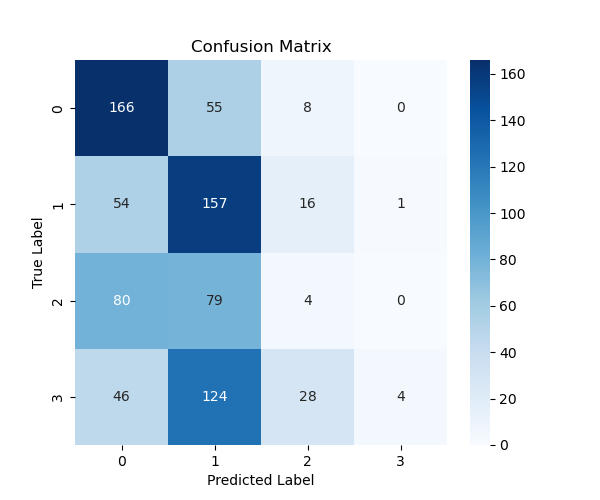 Confusion Matrix
True Label
0 166 55 8 0
1 54 157 16 1
2 80 79 4 0
3 46 124 28 4
0 1 2 3
Predicted Label
160
140
120
100
80
60
40
20
0